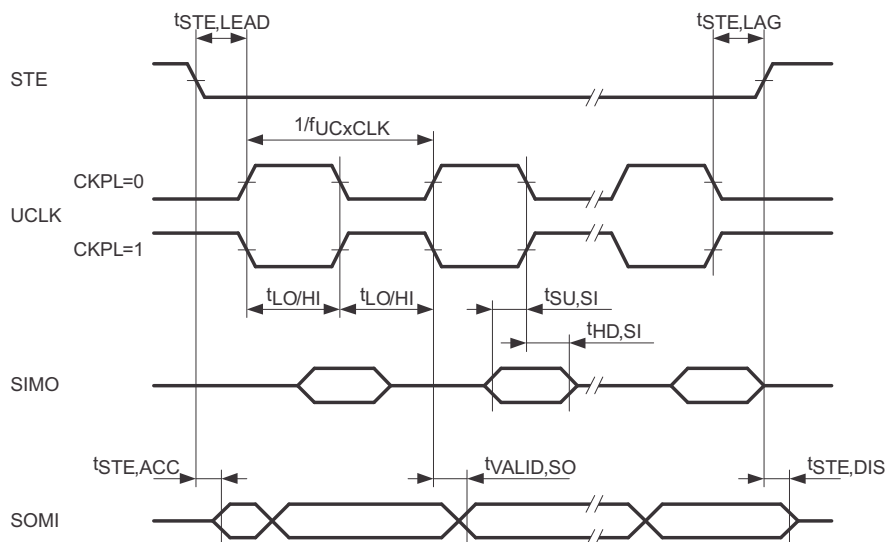 tSTE,LEAD
tSTE,LAG
STE
1/fUCxCLK
CKPL=0
UCLK
CKPL=1
tLO/HI
tLO/HI
tSU,SI
tHD,SI
SIMO
tSTE,ACC
tVALID,SO
tSTE,DIS
SOMI